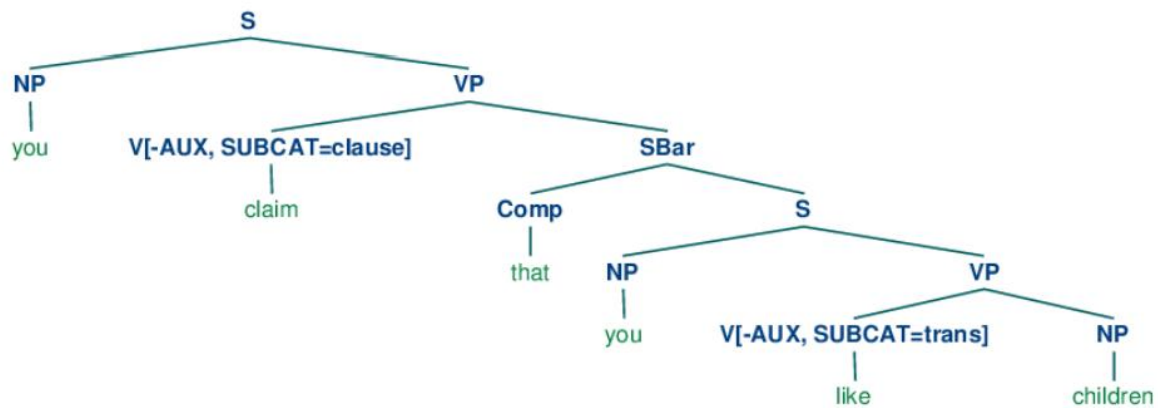 S
NP VP
you V[-AUX, SUBCAT=clause] SBar
claim Comp S
that NP VP
you V[-AUX, SUBCAT=trans] NP
like children